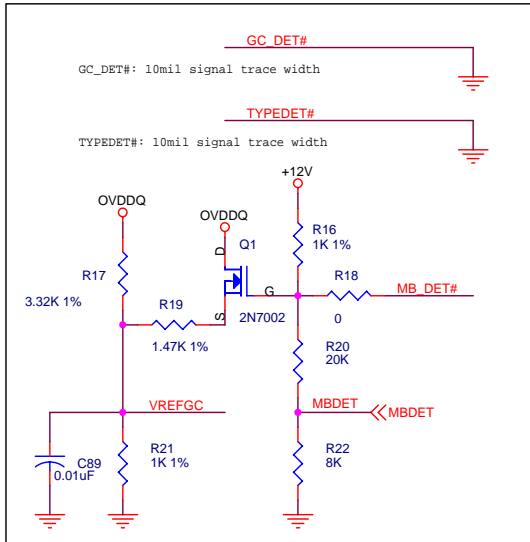 GC_DET#
GC_DET#: 10mil signal trace width
TYPEDET#
TYPEDET#: 10mil signal trace width
+12V
OVDDQ
OVDDQ
Q1
R16
1K 1%
D
R17
R18
G
MB_DET#
3.32K 1%
R19
S
2N7002
0
1.47K 1%
R20
20K
VREFGC
MBDET
MBDET
R21
1K 1%
R22
8K
C89
0.01uF